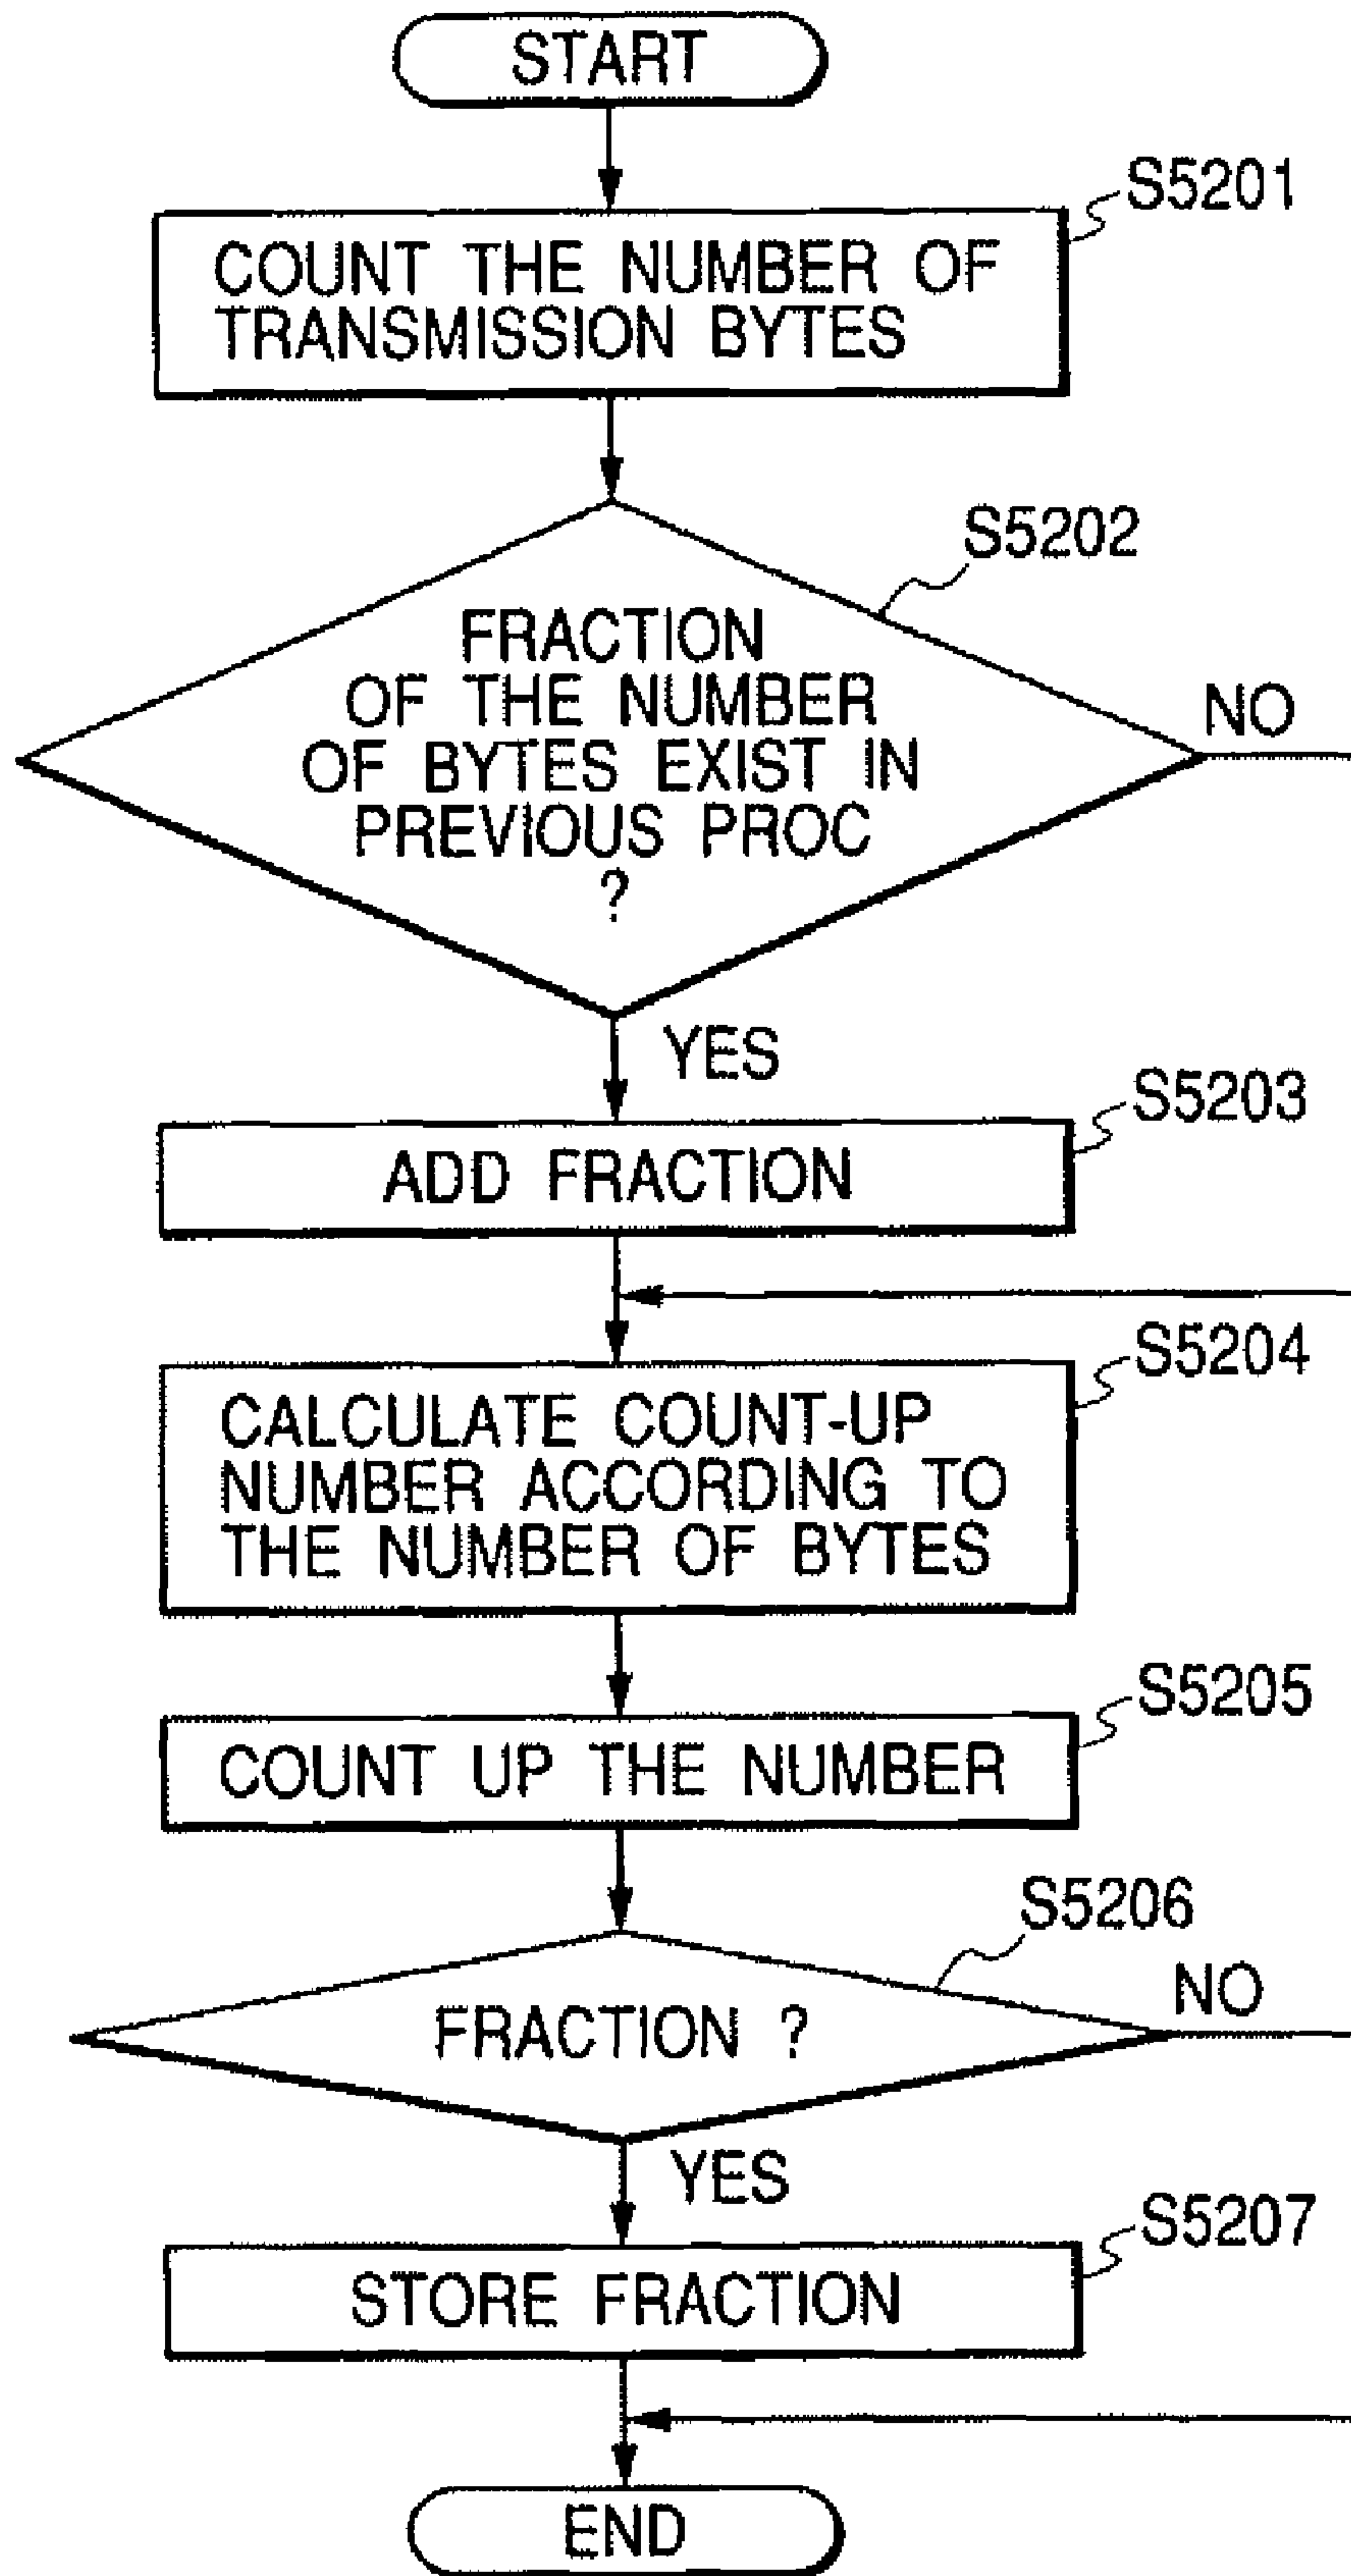 START
S5201
COUNT THE NUMBER OF
TRANSMISSION BYTES
S5202
FRACTION
OF THE NUMBER
OF BYTES EXIST IN
PREVIOUS PROC
?
NO
YES
S5203
ADD FRACTION
S5204
CALCULATE COUNT-UP
NUMBER ACCORDING TO
THE NUMBER OF BYTES
S5205
COUNT UP THE NUMBER
S5206
FRACTION ?
NO
YES
S5207
STORE FRACTION
END